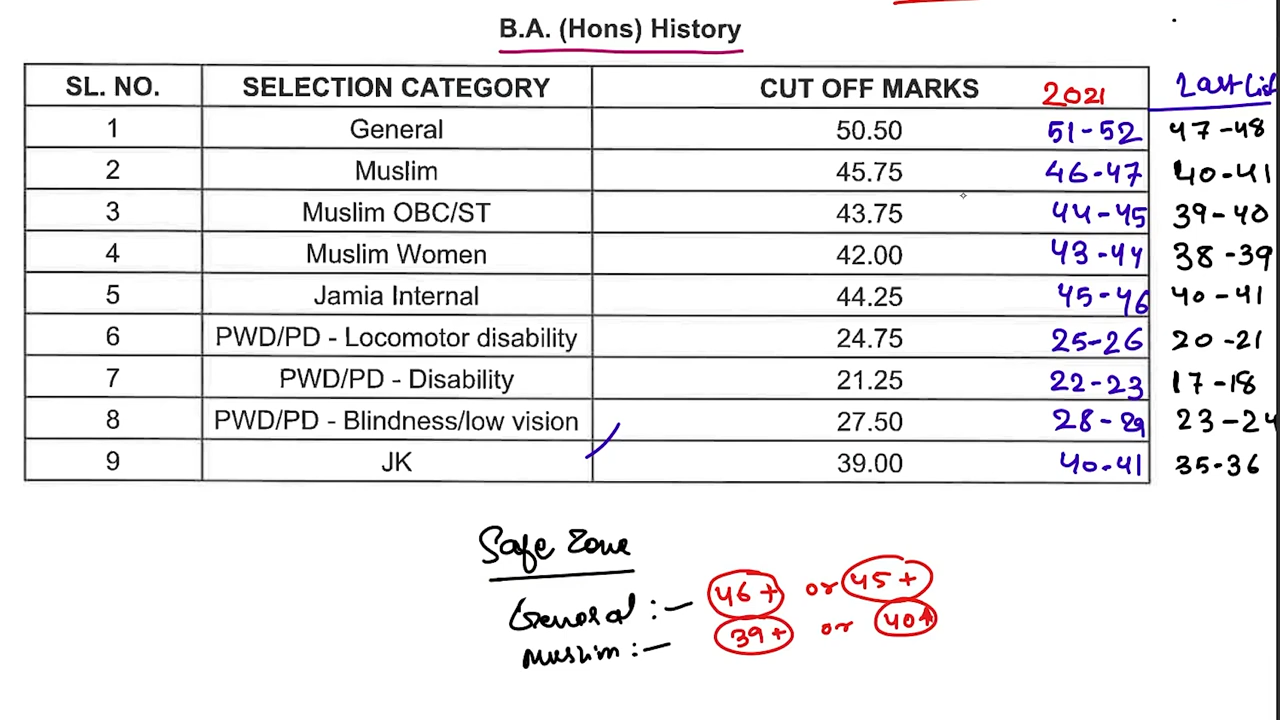 B.A. (Hons) History
SL. NO. SELECTION CATEGORY CUT OFF MARKS 2021 Last List
1 General 50.50 51-52 47-48
2 Muslim 45.75 46-47 40-41
3 Muslim OBC/ST 43.75 44-45 39-40
4 Muslim Women 42.00 43-44 38-39
5 Jamia Internal 44.25 45-46 40-41
6 PWD/PD - Locomotor disability 24.75 25-26 20-21
7 PWD/PD - Disability 21.25 22-23 17-18
8 PWD/PD - Blindness/low vision 27.50 28-29 23-24
9 JK 39.00 40-41 35-36
Safe Zone
General :- 46+ or 45+
Muslim :- 39+ or 40↑